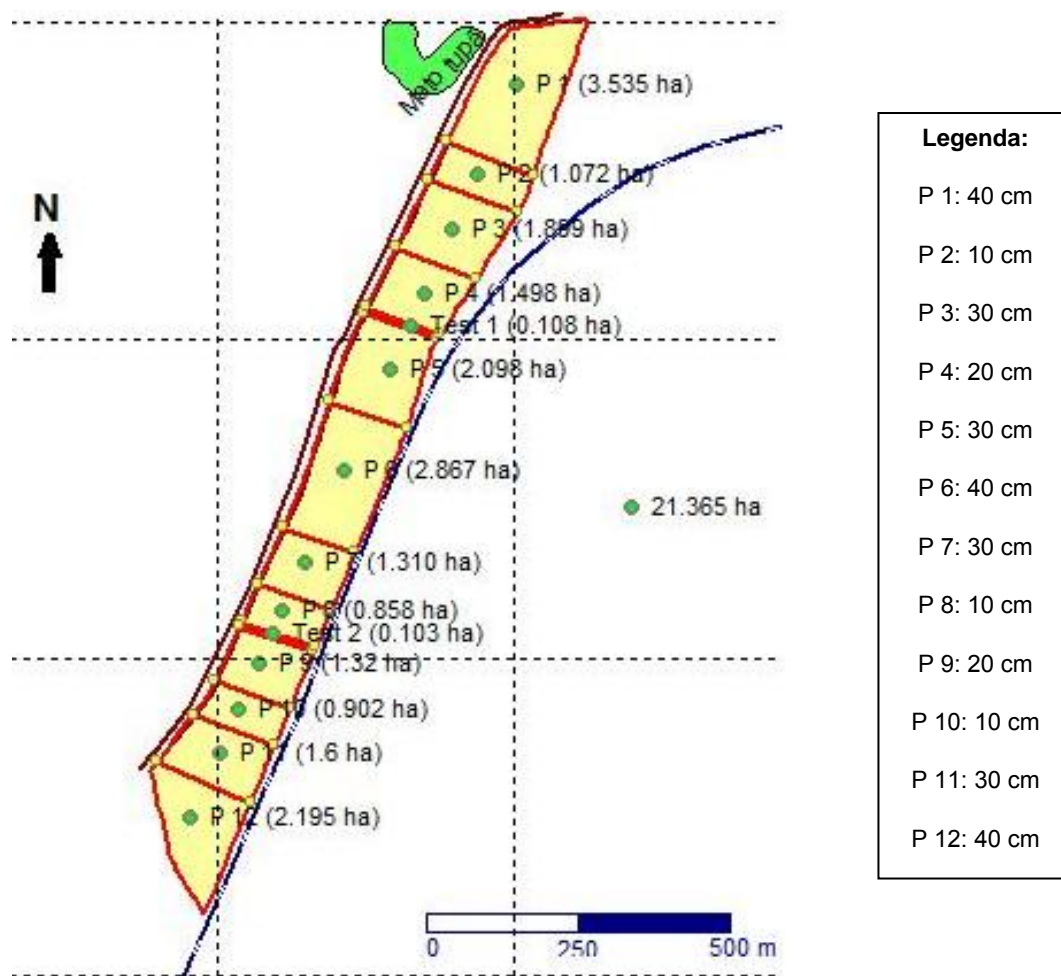 Mato tupã
P 1 (3.535 ha)
P 2 (1.072 ha)
N
P 3 (1.899 ha)
P 4 (1.498 ha)
Test 1 (0.108 ha)
P 5 (2.098 ha)
P 6 (2.867 ha)
21.365 ha
P 7 (1.310 ha)
P 8 (0.858 ha)
Test 2 (0.103 ha)
P 9 (1.32 ha)
P 10 (0.902 ha)
P 11 (1.6 ha)
P 12 (2.195 ha)
0 250 500 m
Legenda:
P 1: 40 cm
P 2: 10 cm
P 3: 30 cm
P 4: 20 cm
P 5: 30 cm
P 6: 40 cm
P 7: 30 cm
P 8: 10 cm
P 9: 20 cm
P 10: 10 cm
P 11: 30 cm
P 12: 40 cm